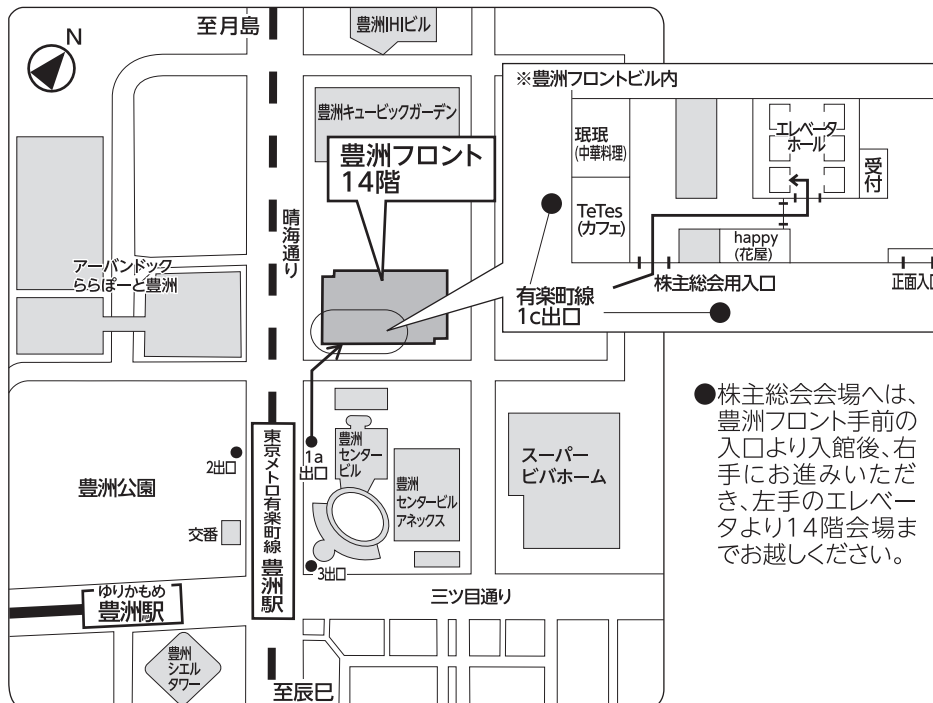 N
至月島
豊洲IHIビル
※豊洲フロントビル内
豊洲キュービックガーデン
豊洲フロント
14階
珉珉
(中華料理)
エレベータ
ホール
受付
TeTes
(カフェ)
happy
(花屋)
有楽町線
1c出口
株主総会用入口
正面入口
晴海通り
アーバンドック
ららぽーと豊洲
●株主総会会場へは、
豊洲フロント手前の
入口より入館後、右
手にお進みいただ
き、左手のエレベー
タより14階会場ま
でお越しください。
東京メトロ有楽町線 豊洲駅
2出口
1a
出口
豊洲
センター
ビル
豊洲
センタービル
アネックス
スーパー
ビバホーム
豊洲公園
交番
3出口
三ツ目通り
ゆりかもめ
豊洲駅
豊州
シエル
タワー
至辰巳